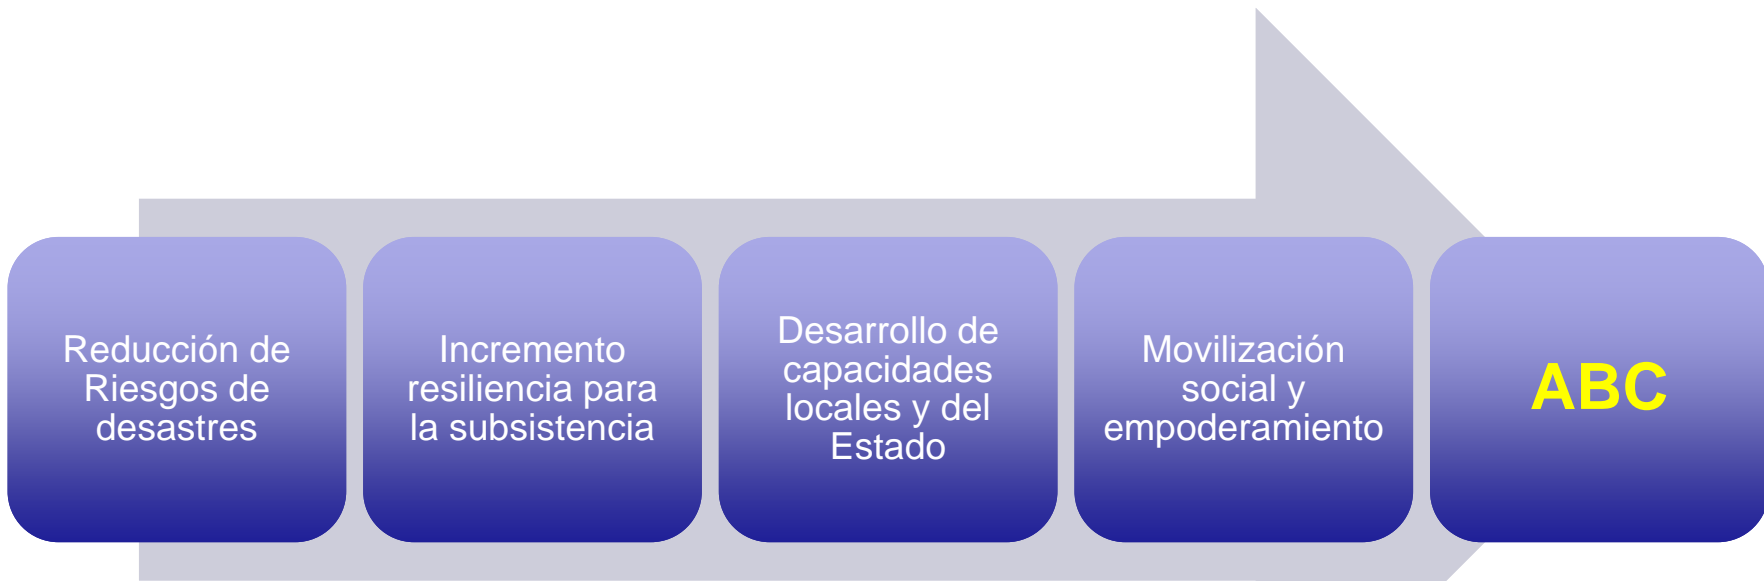 Reducción de
Riesgos de
desastres
Incremento
resiliencia para
la subsistencia
Desarrollo de
capacidades
locales y del
Estado
Movilización
social y
empoderamiento
ABC